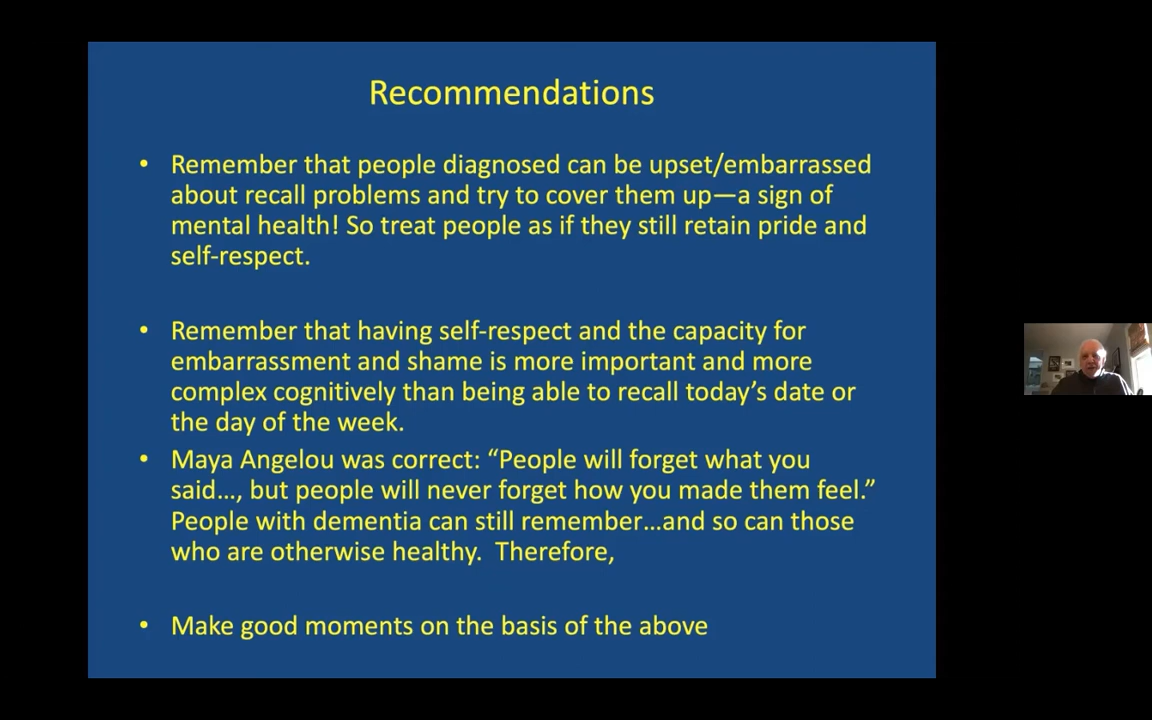 Recommendations
• Remember that people diagnosed can be upset/embarrassed
about recall problems and try to cover them up—a sign of
mental health! So treat people as if they still retain pride and
self-respect.
• Remember that having self-respect and the capacity for
embarrassment and shame is more important and more
complex cognitively than being able to recall today’s date or
the day of the week.
• Maya Angelou was correct: “People will forget what you
said…, but people will never forget how you made them feel.”
People with dementia can still remember…and so can those
who are otherwise healthy.  Therefore,
• Make good moments on the basis of the above